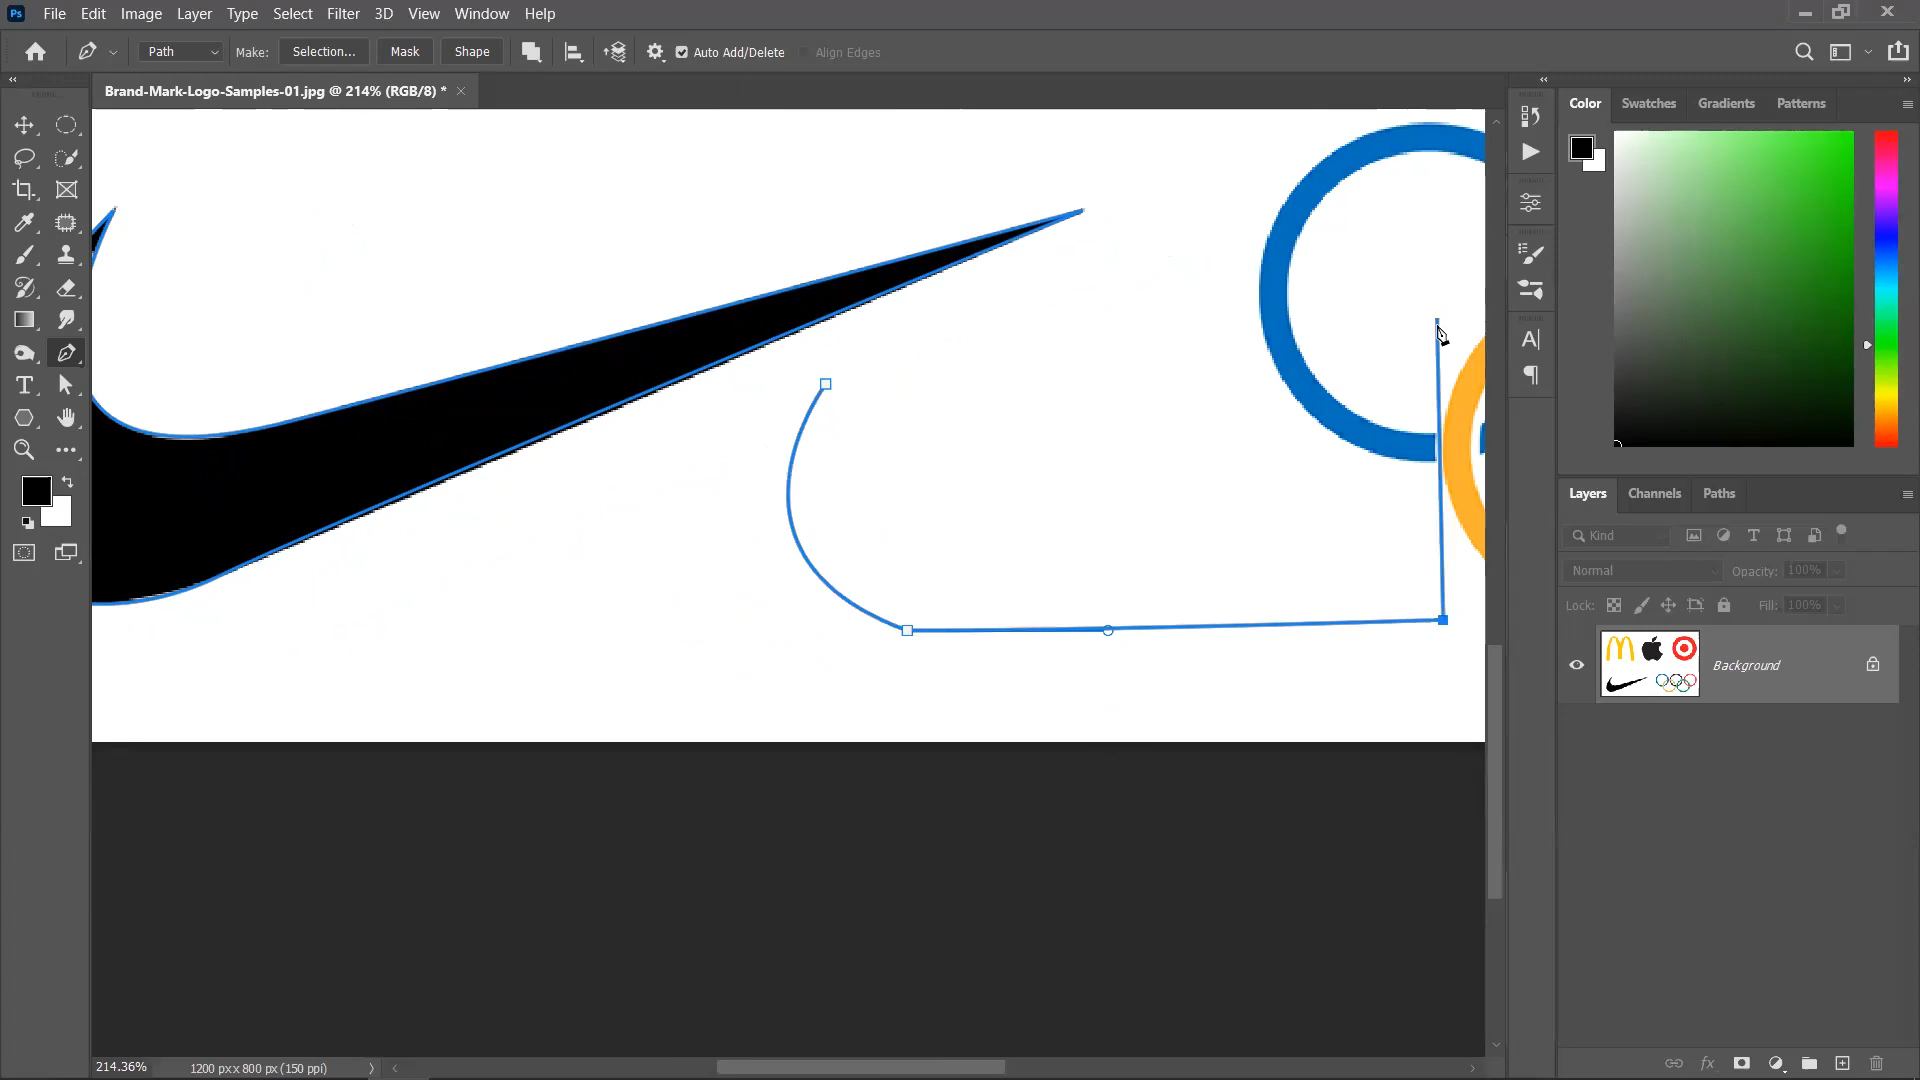 Ps File Edit Image Layer Type Select Filter 3D View Window Help
Path Make: Selection... Mask Shape Auto Add/Delete Align Edges
Brand-Mark-Logo-Samples-01.jpg @ 214% (RGB/8) *
Color Swatches Gradients Patterns
Layers Channels Paths
Kind
Normal Opacity: 100%
Lock: Fill: 100%
Background
fx
214.36% 1200 px x 800 px (150 ppi)